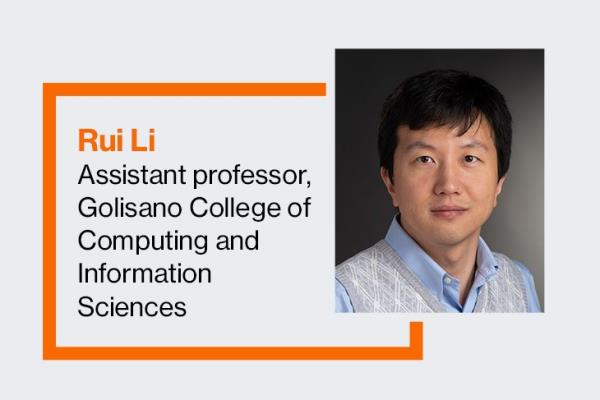 Rui Li
Assistant professor,
Golisano College of
Computing and
Information
Sciences